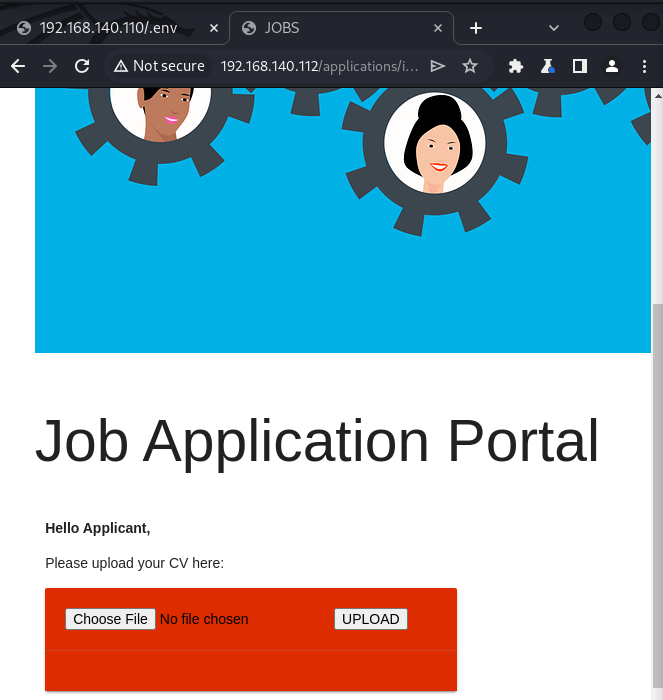 192.168.140.110/.env
JOBS
Not secure 192.168.140.112/applications/i...
Job Application Portal
Hello Applicant,
Please upload your CV here:
Choose File No file chosen UPLOAD